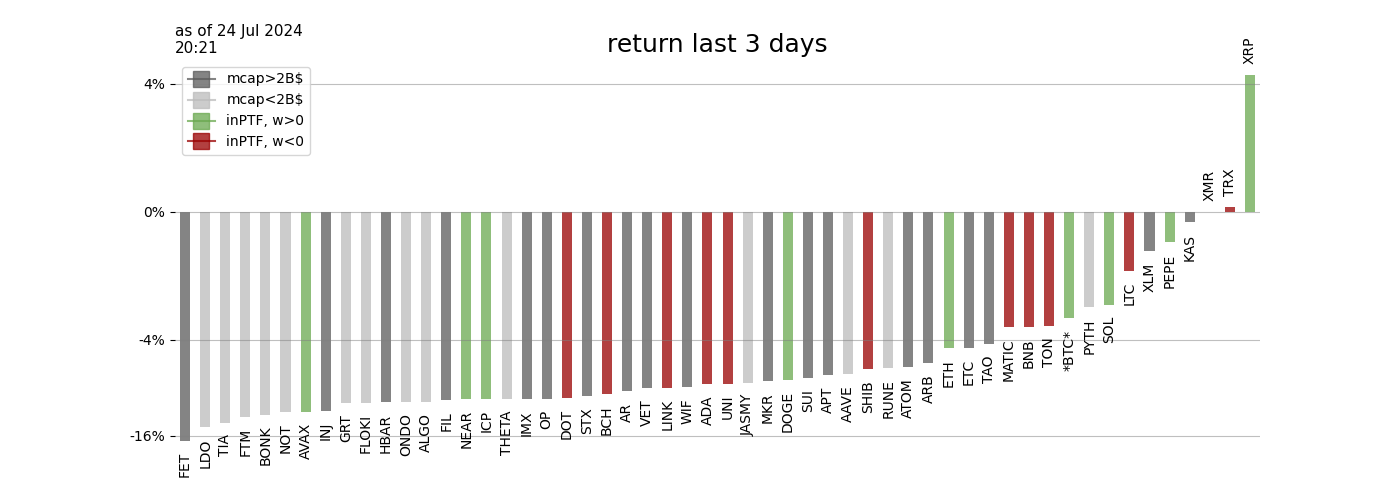 as of 24 Jul 2024
20:21
return last 3 days
mcap>2B$
mcap<2B$
inPTF, w>0
inPTF, w<0
4%
0%
-4%
-16%
FET
LDO
TIA
FTM
BONK
NOT
AVAX
INJ
GRT
FLOKI
HBAR
ONDO
ALGO
FIL
NEAR
ICP
THETA
IMX
OP
DOT
STX
BCH
AR
VET
LINK
WIF
ADA
UNI
JASMY
MKR
DOGE
SUI
APT
AAVE
SHIB
RUNE
ATOM
ARB
ETH
ETC
TAO
MATIC
BNB
TON
*BTC*
PYTH
SOL
LTC
XLM
PEPE
KAS
XMR
TRX
XRP